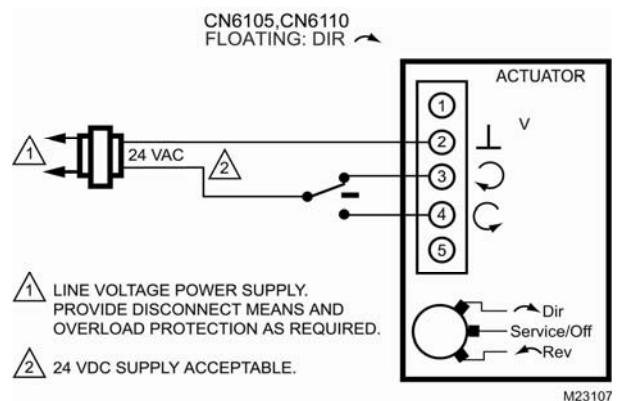 CN6105,CN6110
FLOATING: DIR
ACTUATOR
1
V
2
1
24 VAC
2
3
4
5
1 LINE VOLTAGE POWER SUPPLY.
PROVIDE DISCONNECT MEANS AND
OVERLOAD PROTECTION AS REQUIRED.
2 24 VDC SUPPLY ACCEPTABLE.
Dir
Service/Off
Rev
M23107